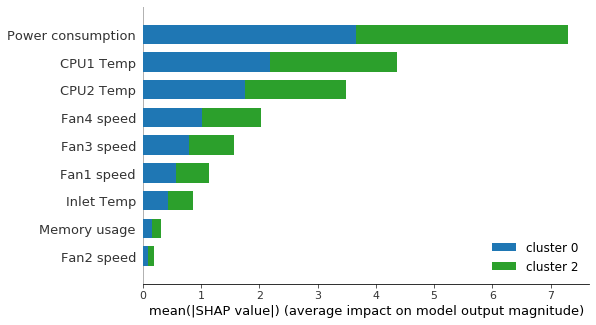 Power consumption
CPU1 Temp
CPU2 Temp
Fan4 speed
Fan3 speed
Fan1 speed
Inlet Temp
Memory usage
Fan2 speed
cluster 0
cluster 2
0 1 2 3 4 5 6 7
mean(|SHAP value|) (average impact on model output magnitude)